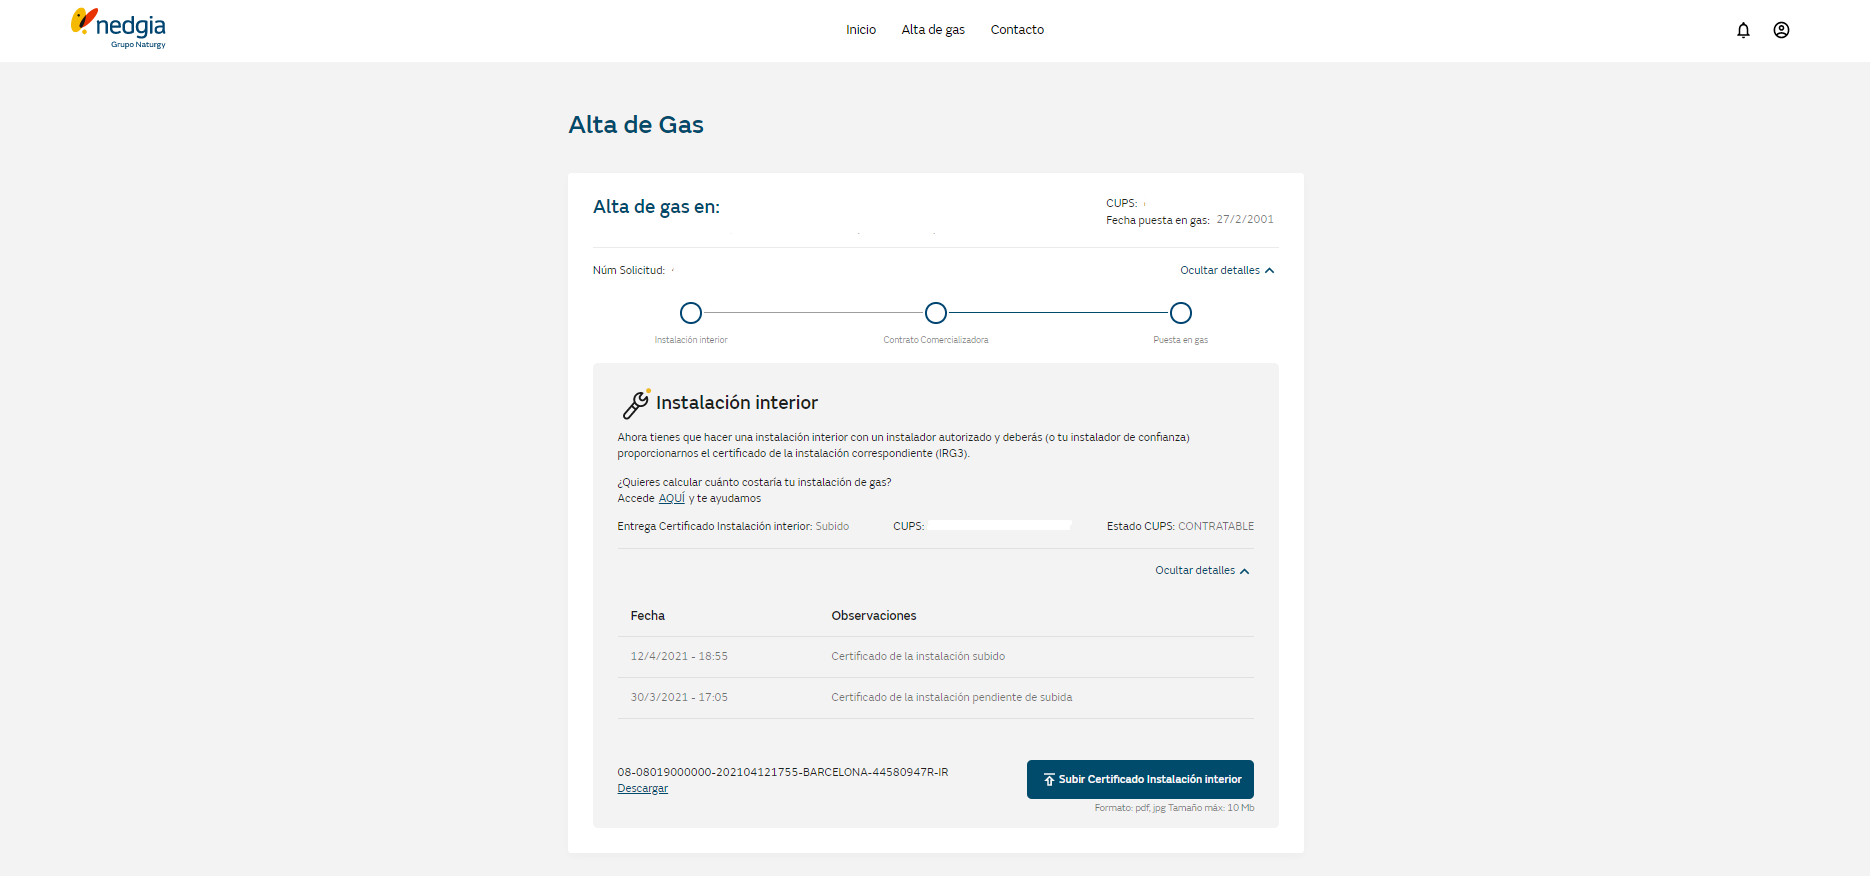 nedgia
Grupo Naturgy
Inicio Alta de gas Contacto
Alta de Gas
Alta de gas en:
CUPS:
Fecha puesta en gas: 27/2/2001
Núm Solicitud:
Ocultar detalles
Instalación interior Contrato Comercializadora Puesta en gas
Instalación interior
Ahora tienes que hacer una instalación interior con un instalador autorizado y deberás (o tu instalador de confianza)
proporcionarnos el certificado de la instalación correspondiente (IRG3).
¿Quieres calcular cuánto costaría tu instalación de gas?
Accede AQUÍ y te ayudamos
Entrega Certificado Instalación interior: Subido CUPS: Estado CUPS: CONTRATABLE
Ocultar detalles
Fecha Observaciones
12/4/2021 - 18:55 Certificado de la instalación subido
30/3/2021 - 17:05 Certificado de la instalación pendiente de subida
08-08019000000-202104121755-BARCELONA-44580947R-IR
Descargar
Subir Certificado Instalación interior
Formato: pdf, jpg Tamaño máx: 10 Mb